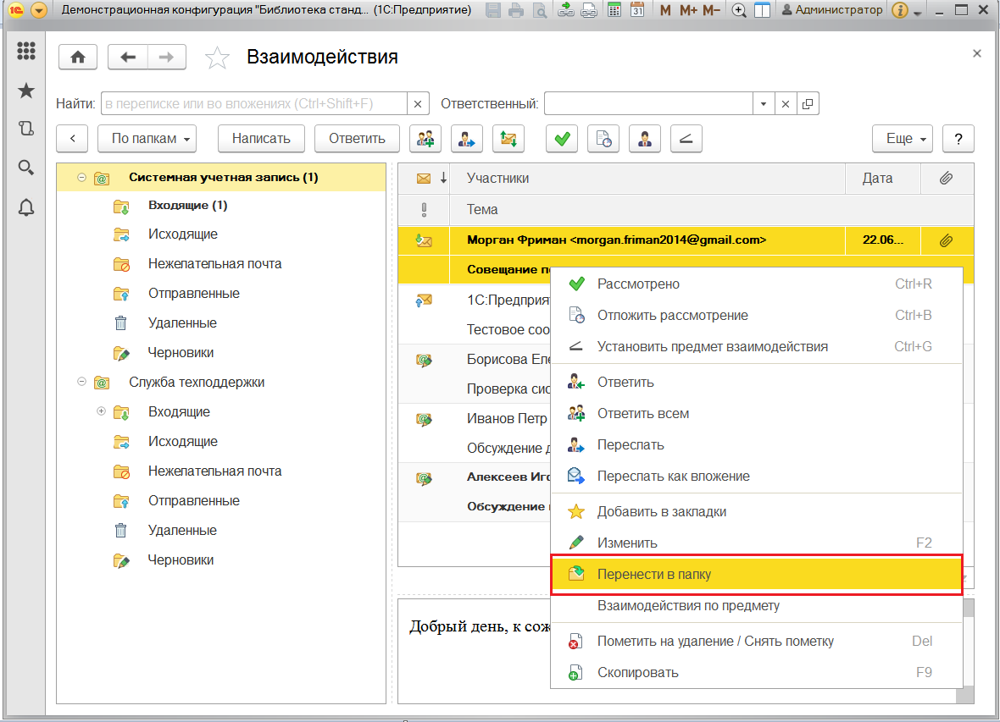 Демонстрационная конфигурация "Библиотека станд... (1С:Предприятие)
31 M M+ M- Администратор
Взаимодействия
Найти: в переписке или во вложениях (Ctrl+Shift+F) Ответственный:
По папкам Написать Ответить Еще ?
Системная учетная запись (1)
Входящие (1)
Исходящие
Нежелательная почта
Отправленные
Удаленные
Черновики
Служба техподдержки
Входящие
Исходящие
Нежелательная почта
Отправленные
Удаленные
Черновики
Участники Дата
Тема
Морган Фриман <morgan.friman2014@gmail.com> 22.06...
Совещание
1С:Предприя
Тестовое соо
Борисова Еле
Проверка сис
Иванов Петр
Обсуждение
Алексеев Иго
Обсуждение
Добрый день, к сож
Рассмотрено Ctrl+R
Отложить рассмотрение Ctrl+B
Установить предмет взаимодействия Ctrl+G
Ответить
Ответить всем
Переслать
Переслать как вложение
Добавить в закладки
Изменить F2
Перенести в папку
Взаимодействия по предмету
Пометить на удаление / Снять пометку Del
Скопировать F9